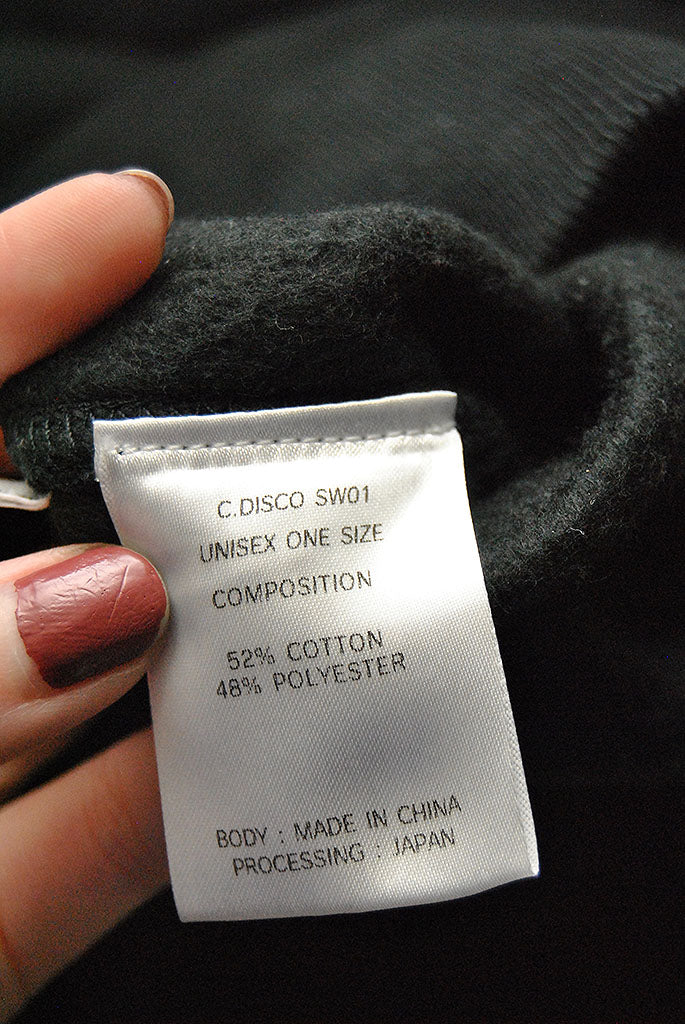 C.DISCO SW01
UNISEX ONE SIZE
COMPOSITION
52% COTTON
48% POLYESTER
BODY : MADE IN CHINA
PROCESSING : JAPAN